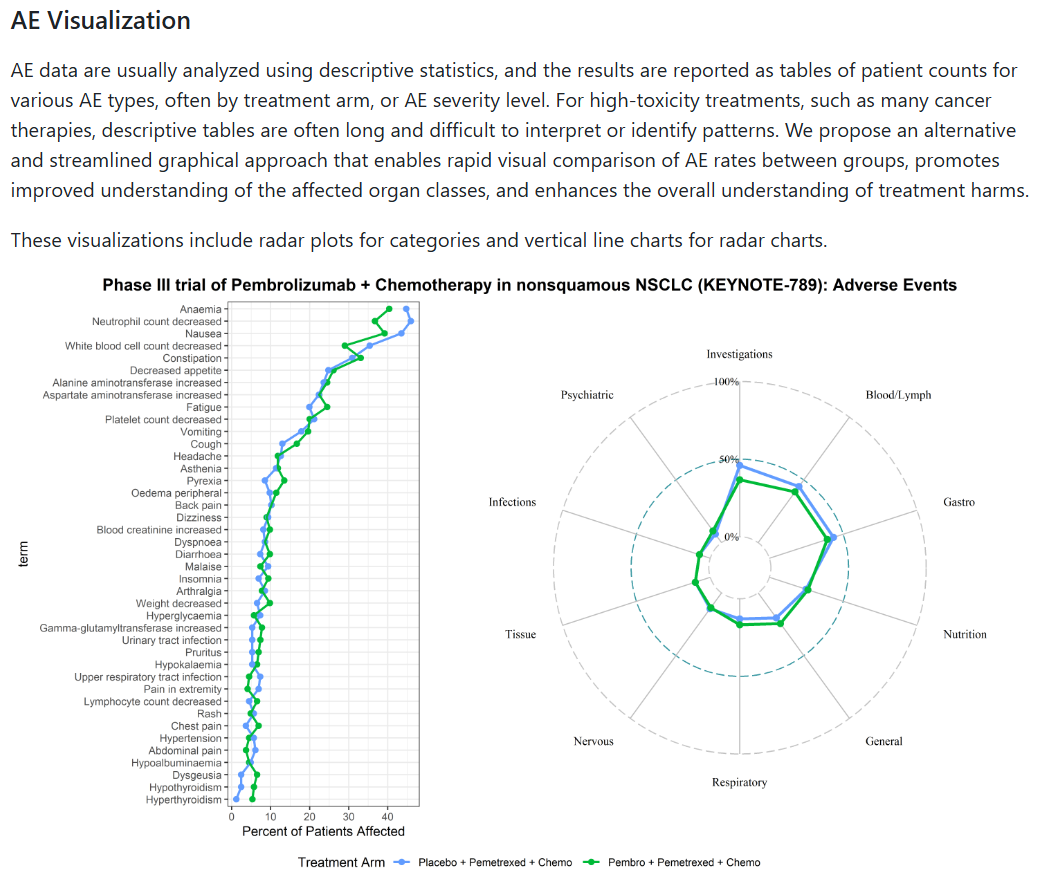 AE Visualization
AE data are usually analyzed using descriptive statistics, and the results are reported as tables of patient counts for
various AE types, often by treatment arm, or AE severity level. For high-toxicity treatments, such as many cancer
therapies, descriptive tables are often long and difficult to interpret or identify patterns. We propose an alternative
and streamlined graphical approach that enables rapid visual comparison of AE rates between groups, promotes
improved understanding of the affected organ classes, and enhances the overall understanding of treatment harms.
These visualizations include radar plots for categories and vertical line charts for radar charts.
Phase III trial of Pembrolizumab + Chemotherapy in nonsquamous NSCLC (KEYNOTE-789): Adverse Events
term
Anaemia
Neutrophil count decreased
Nausea
White blood cell count decreased
Constipation
Decreased appetite
Alanine aminotransferase increased
Aspartate aminotransferase increased
Fatigue
Platelet count decreased
Vomiting
Cough
Headache
Asthenia
Pyrexia
Oedema peripheral
Back pain
Dizziness
Blood creatinine increased
Dyspnoea
Diarrhoea
Malaise
Insomnia
Arthralgia
Weight decreased
Hyperglycaemia
Gamma-glutamyltransferase increased
Urinary tract infection
Pruritus
Hypokalaemia
Upper respiratory tract infection
Pain in extremity
Lymphocyte count decreased
Rash
Chest pain
Hypertension
Abdominal pain
Hypoalbuminaemia
Dysgeusia
Hypothyroidism
Hyperthyroidism
0 10 20 30 40
Percent of Patients Affected
Investigations
100%
50%
0%
Psychiatric
Blood/Lymph
Infections
Gastro
Tissue
Nutrition
Nervous
General
Respiratory
Treatment Arm Placebo + Pemetrexed + Chemo Pembro + Pemetrexed + Chemo